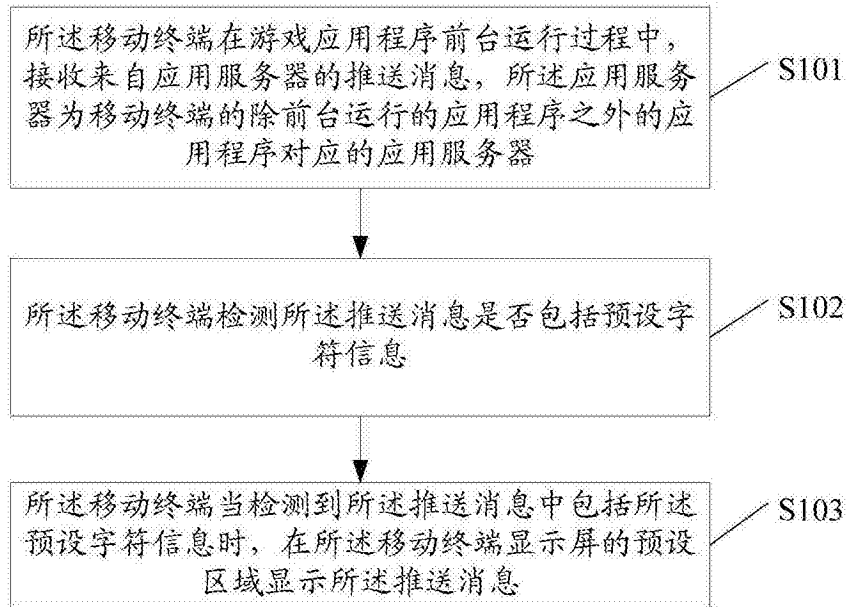 所述移动终端在游戏应用程序前台运行过程中，
接收来自应用服务器的推送消息，所述应用服务
器为移动终端的除前台运行的应用程序之外的应
用程序对应的应用服务器
S101
所述移动终端检测所述推送消息是否包括预设字
符信息
S102
所述移动终端当检测到所述推送消息中包括所述
预设字符信息时，在所述移动终端显示屏的预设
区域显示所述推送消息
S103